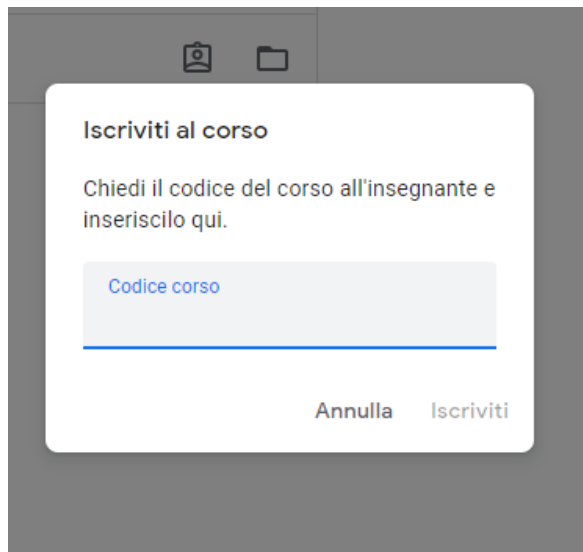 Iscriviti al corso
Chiedi il codice del corso all'insegnante e
inseriscilo qui.
Codice corso
Annulla Iscriviti